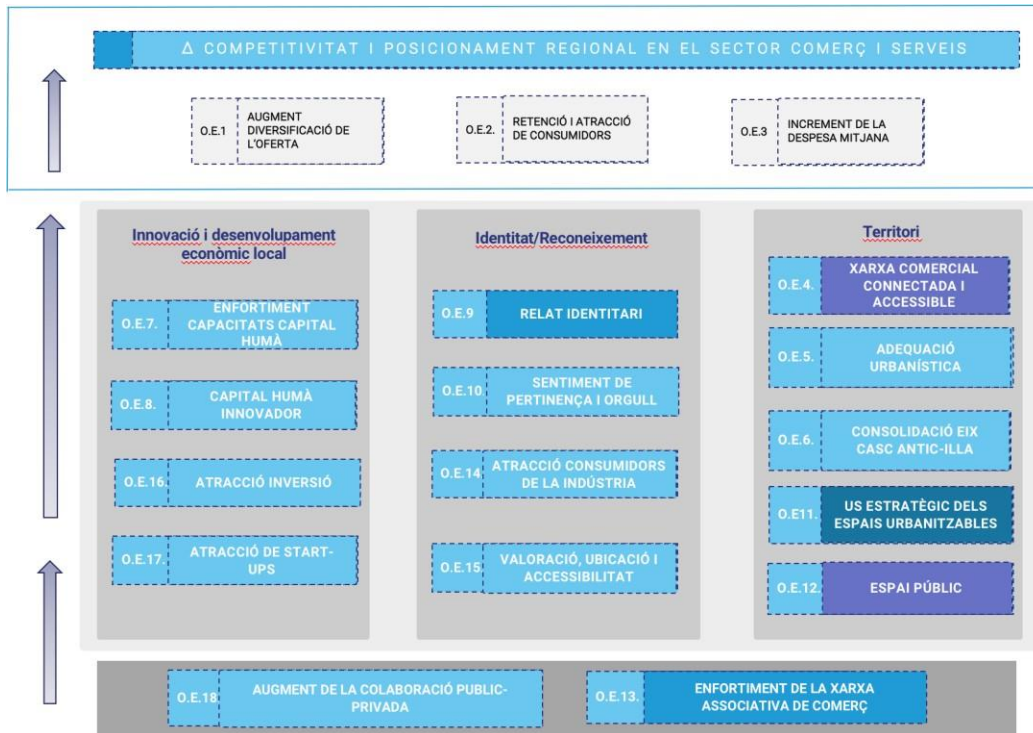 Δ COMPETITIVITAT I POSICIONAMENT REGIONAL EN EL SECTOR COMERÇ I SERVEIS
O.E.1
AUGMENT
DIVERSIFICACIÓ DE
L'OFERTA
O.E.2.
RETENCIÓ I ATRACCIÓ
DE CONSUMIDORS
O.E.3
INCREMENT DE LA
DESPESA MITJANA
Innovació i desenvolupament
econòmic local
O.E.7.
ENFORTIMENT
CAPACITATS CAPITAL
HUMÀ
O.E.8.
CAPITAL HUMÀ
INNOVADOR
O.E.16.
ATRACCIÓ INVERSIÓ
O.E.17.
ATRACCIÓ DE START-
UPS
Identitat/Reconeixement
O.E.9
RELAT IDENTITARI
O.E.10
SENTIMENT DE
PERTINENÇA I ORGULL
O.E.14
ATRACCIÓ CONSUMIDORS
DE LA INDÚSTRIA
O.E.15
VALORACIÓ, UBICACIÓ I
ACCESSIBILITAT
Territori
O.E.4.
XARXA COMERCIAL
CONNECTADA I
ACCESSIBLE
O.E.5.
ADEQUACIÓ
URBANÍSTICA
O.E.6.
CONSOLIDACIÓ EIX
CASC ANTIC-ILLA
O.E11.
US ESTRATÈGIC DELS
ESPAIS URBANITZABLES
O.E.12.
ESPAI PÚBLIC
O.E.18
AUGMENT DE LA COLABORACIÓ PUBLIC-
PRIVADA
O.E.13.
ENFORTIMENT DE LA XARXA
ASSOCIATIVA DE COMERÇ